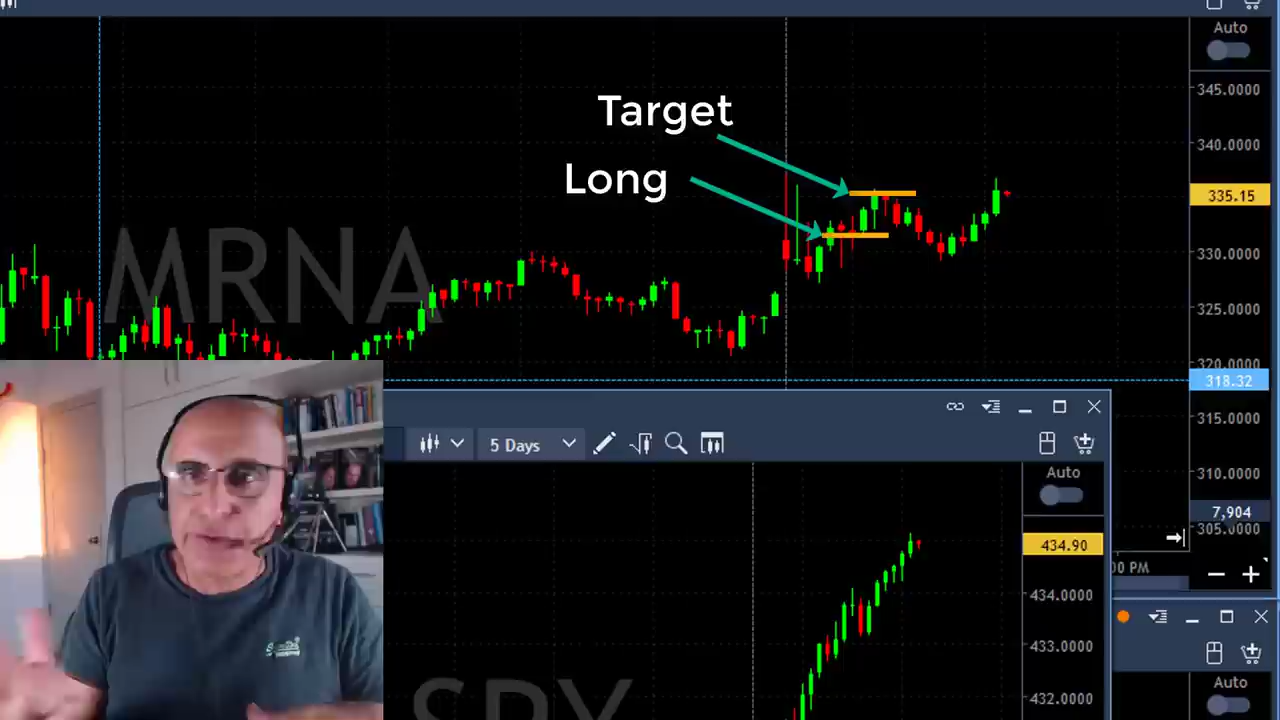 Auto
345.0000
Target
340.0000
Long
335.15
MRNA
330.0000
325.0000
320.0000
318.32
315.0000
5 Days
Auto
310.0000
7,904
305.0000
434.90
00 PM
434.0000
433.0000
SPY
Auto
432.0000